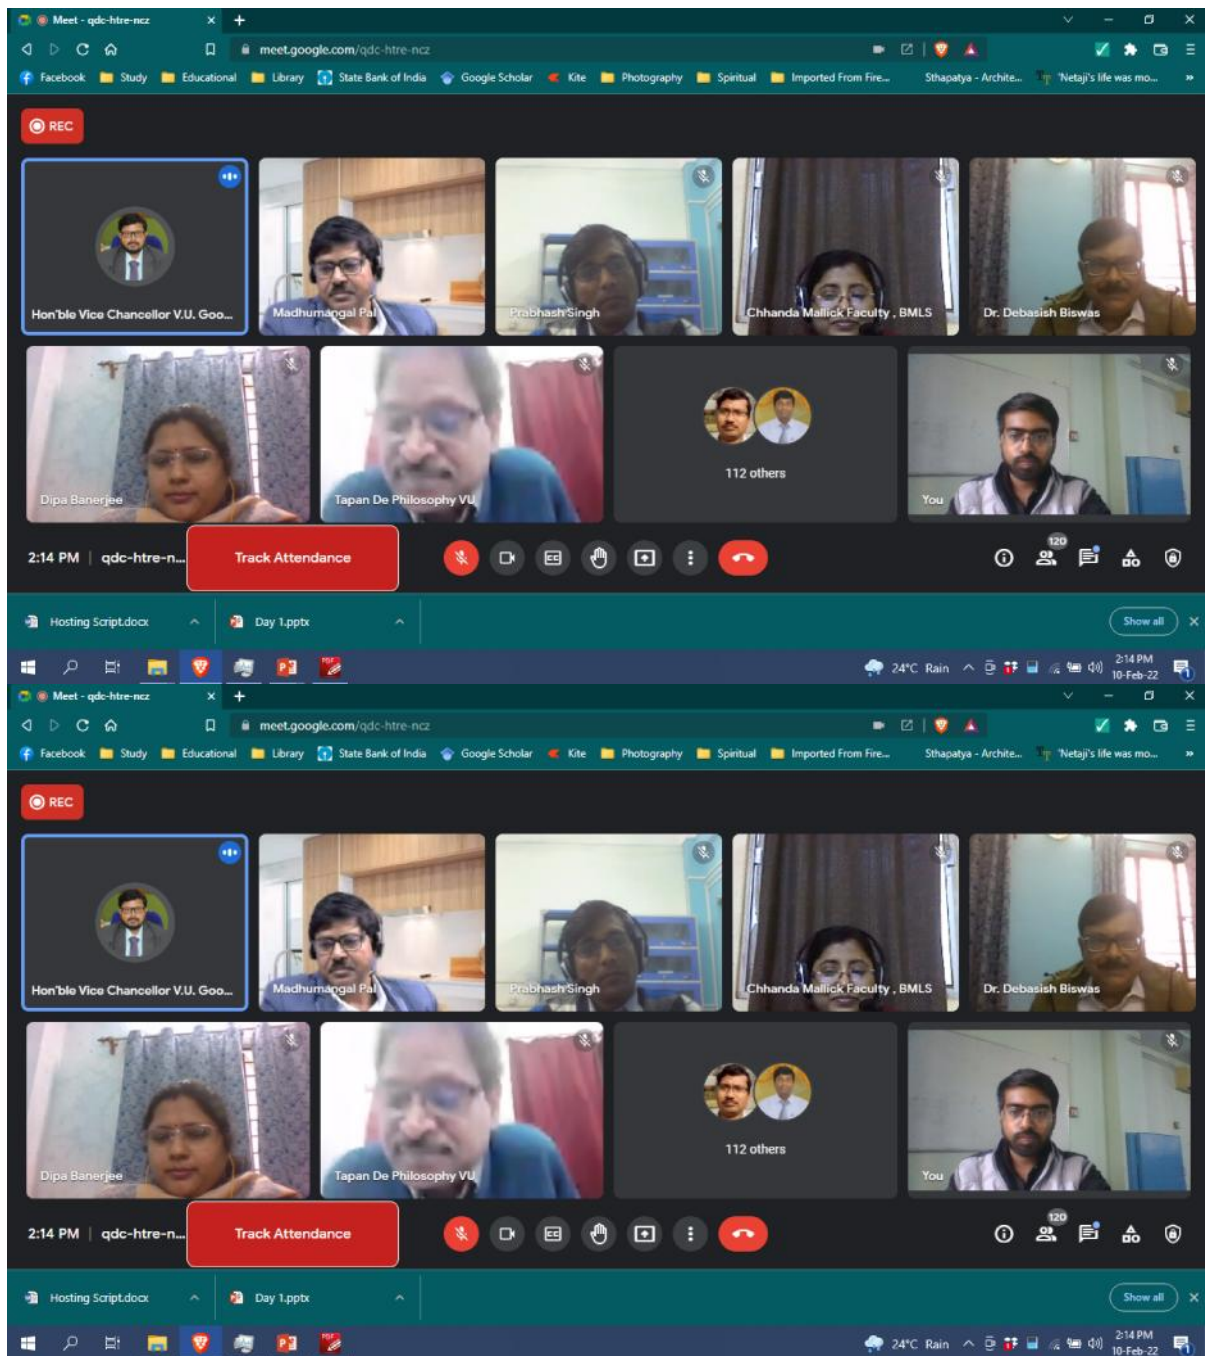 Meet - qdc-htre-ncz
meet.google.com/qdc-htre-ncz
Facebook Study Educational Library State Bank of India Google Scholar Kite Photography Spiritual Imported From Fire... Sthapatya - Archite... 'Netaji's life was mo...
REC
Hon'ble Vice Chancellor V.U. Goo... Madhumangal Pal Prabhash Singh Chhanda Mallick Faculty , BMLS Dr. Debasish Biswas
112 others
Dipa Banerjee Tapan De Philosophy VU You
120
2:14 PM | qdc-htre-n... Track Attendance
Hosting Script.docx Day 1.pptx Show all
24°C Rain 2:14 PM
10-Feb-22
Meet - qdc-htre-ncz
meet.google.com/qdc-htre-ncz
Facebook Study Educational Library State Bank of India Google Scholar Kite Photography Spiritual Imported From Fire... Sthapatya - Archite... 'Netaji's life was mo...
REC
Hon'ble Vice Chancellor V.U. Goo... Madhumangal Pal Prabhash Singh Chhanda Mallick Faculty , BMLS Dr. Debasish Biswas
112 others
Dipa Banerjee Tapan De Philosophy VU You
120
2:14 PM | qdc-htre-n... Track Attendance
Hosting Script.docx Day 1.pptx Show all
24°C Rain 2:14 PM
10-Feb-22